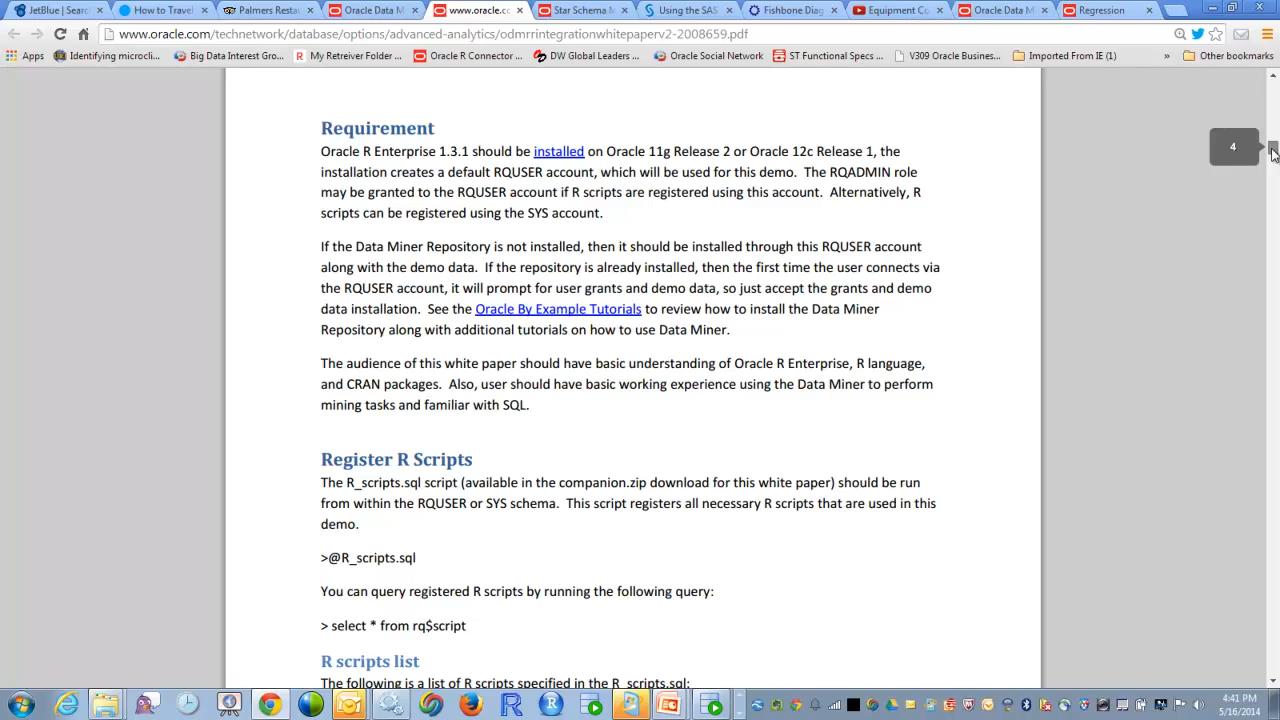 JetBlue | Searc
How to Travel
Palmers Resta
Oracle Data M
www.oracle.co
Star Schema M
Using the SAS
Fishbone Diag
Equipment Co
Oracle Data M
Regression
www.oracle.com/technetwork/database/options/advanced-analytics/odmrrintegrationwhitepaperv2-2008659.pdf
Apps
Identifying microcli...
Big Data Interest Gro...
My Retreiver Folder ...
Oracle R Connector ...
DW Global Leaders ...
Oracle Social Network
ST Functional Specs ...
V309 Oracle Busines...
Imported From IE (1)
»
Other bookmarks
Requirement
Oracle R Enterprise 1.3.1 should be installed on Oracle 11g Release 2 or Oracle 12c Release 1, the
installation creates a default RQUSER account, which will be used for this demo. The RQADMIN role
may be granted to the RQUSER account if R scripts are registered using this account. Alternatively, R
scripts can be registered using the SYS account.
If the Data Miner Repository is not installed, then it should be installed through this RQUSER account
along with the demo data. If the repository is already installed, then the first time the user connects via
the RQUSER account, it will prompt for user grants and demo data, so just accept the grants and demo
data installation. See the Oracle By Example Tutorials to review how to install the Data Miner
Repository along with additional tutorials on how to use Data Miner.
The audience of this white paper should have basic understanding of Oracle R Enterprise, R language,
and CRAN packages. Also, user should have basic working experience using the Data Miner to perform
mining tasks and familiar with SQL.
Register R Scripts
The R_scripts.sql script (available in the companion.zip download for this white paper) should be run
from within the RQUSER or SYS schema. This script registers all necessary R scripts that are used in this
demo.
>@R_scripts.sql
You can query registered R scripts by running the following query:
> select * from rq$script
R scripts list
The following is a list of R scripts specified in the R_scripts.sql:
4
4:41 PM
5/16/2014